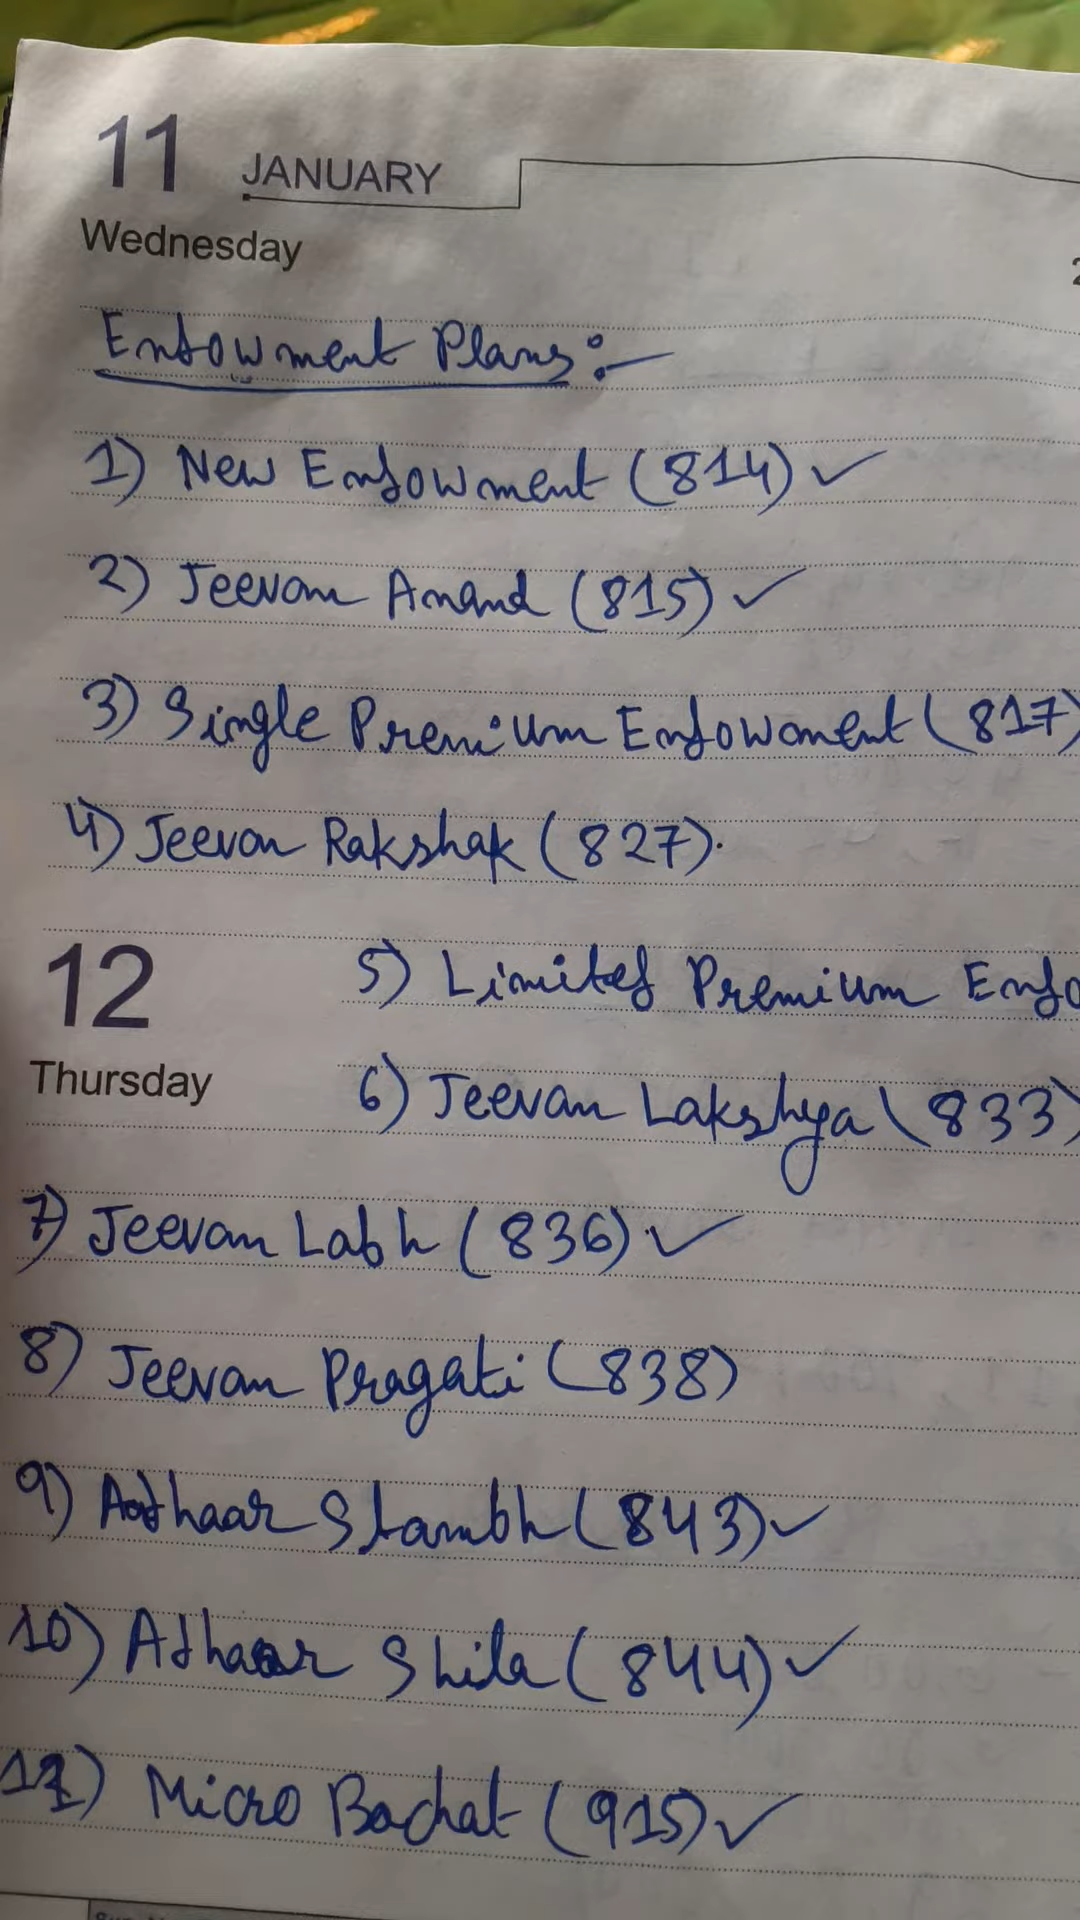 11 JANUARY
Wednesday
Endowment Plans :-
1) New Endowment (814) ✓
2) Jeevan Anand (815) ✓
3) Single Premium Endowment (817)
4) Jeevan Rakshak (827).
12
5) Limited Premium Endo
Thursday
6) Jeevan Lakshya (833)
7) Jeevan Labh (836) ✓
8) Jeevan Pragati (838)
9) Aadhaar Stambh (843) ✓
10) Adhaar Shila (844) ✓
11) Micro Bachat (915) ✓